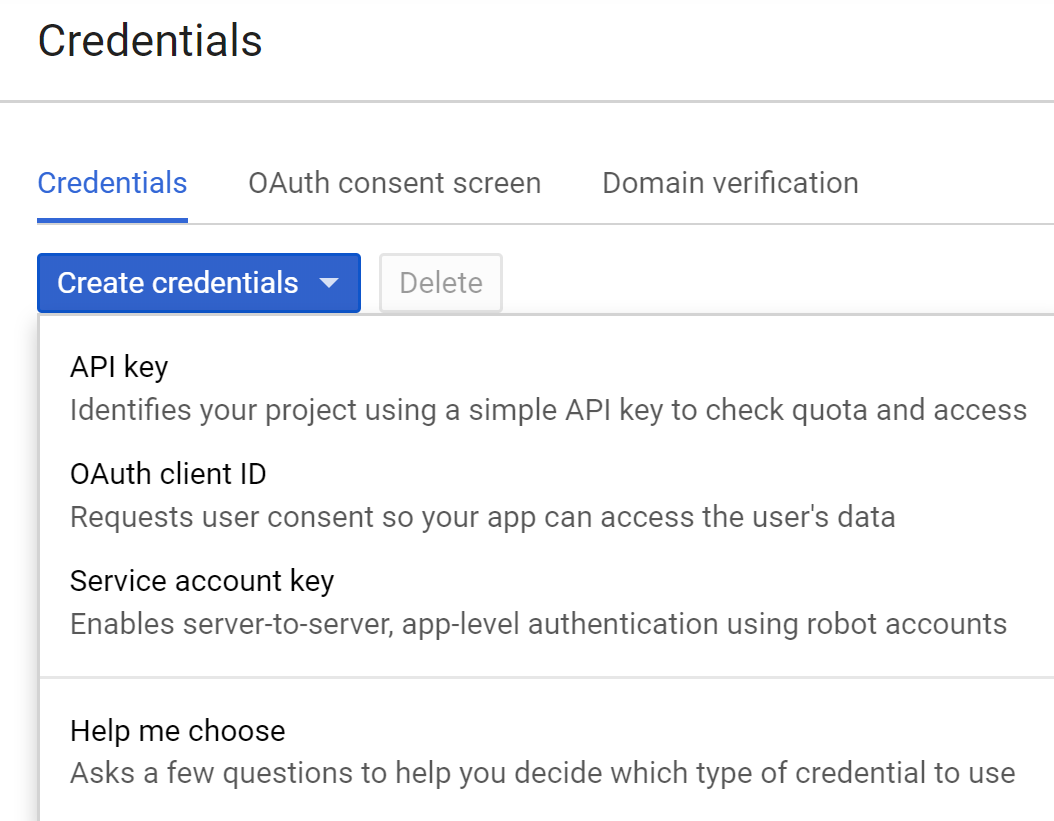 Credentials
Credentials OAuth consent screen Domain verification
Create credentials Delete
API key
Identifies your project using a simple API key to check quota and access
OAuth client ID
Requests user consent so your app can access the user's data
Service account key
Enables server-to-server, app-level authentication using robot accounts
Help me choose
Asks a few questions to help you decide which type of credential to use